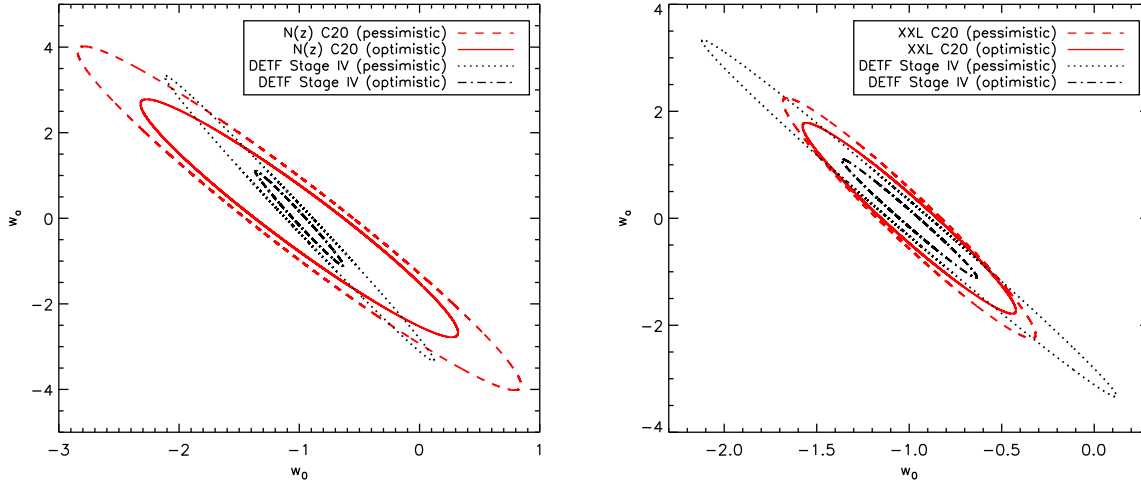 N(z) C20 (pessimistic)
N(z) C20 (optimistic)
DETF Stage IV (pessimistic)
DETF Stage IV (optimistic)
4
2
0
−2
−4
wₐ
−3
−2
−1
0
1
w₀
XXL C20 (pessimistic)
XXL C20 (optimistic)
DETF Stage IV (pessimistic)
DETF Stage IV (optimistic)
4
2
0
−2
−4
wₐ
−2.0
−1.5
−1.0
−0.5
0.0
w₀